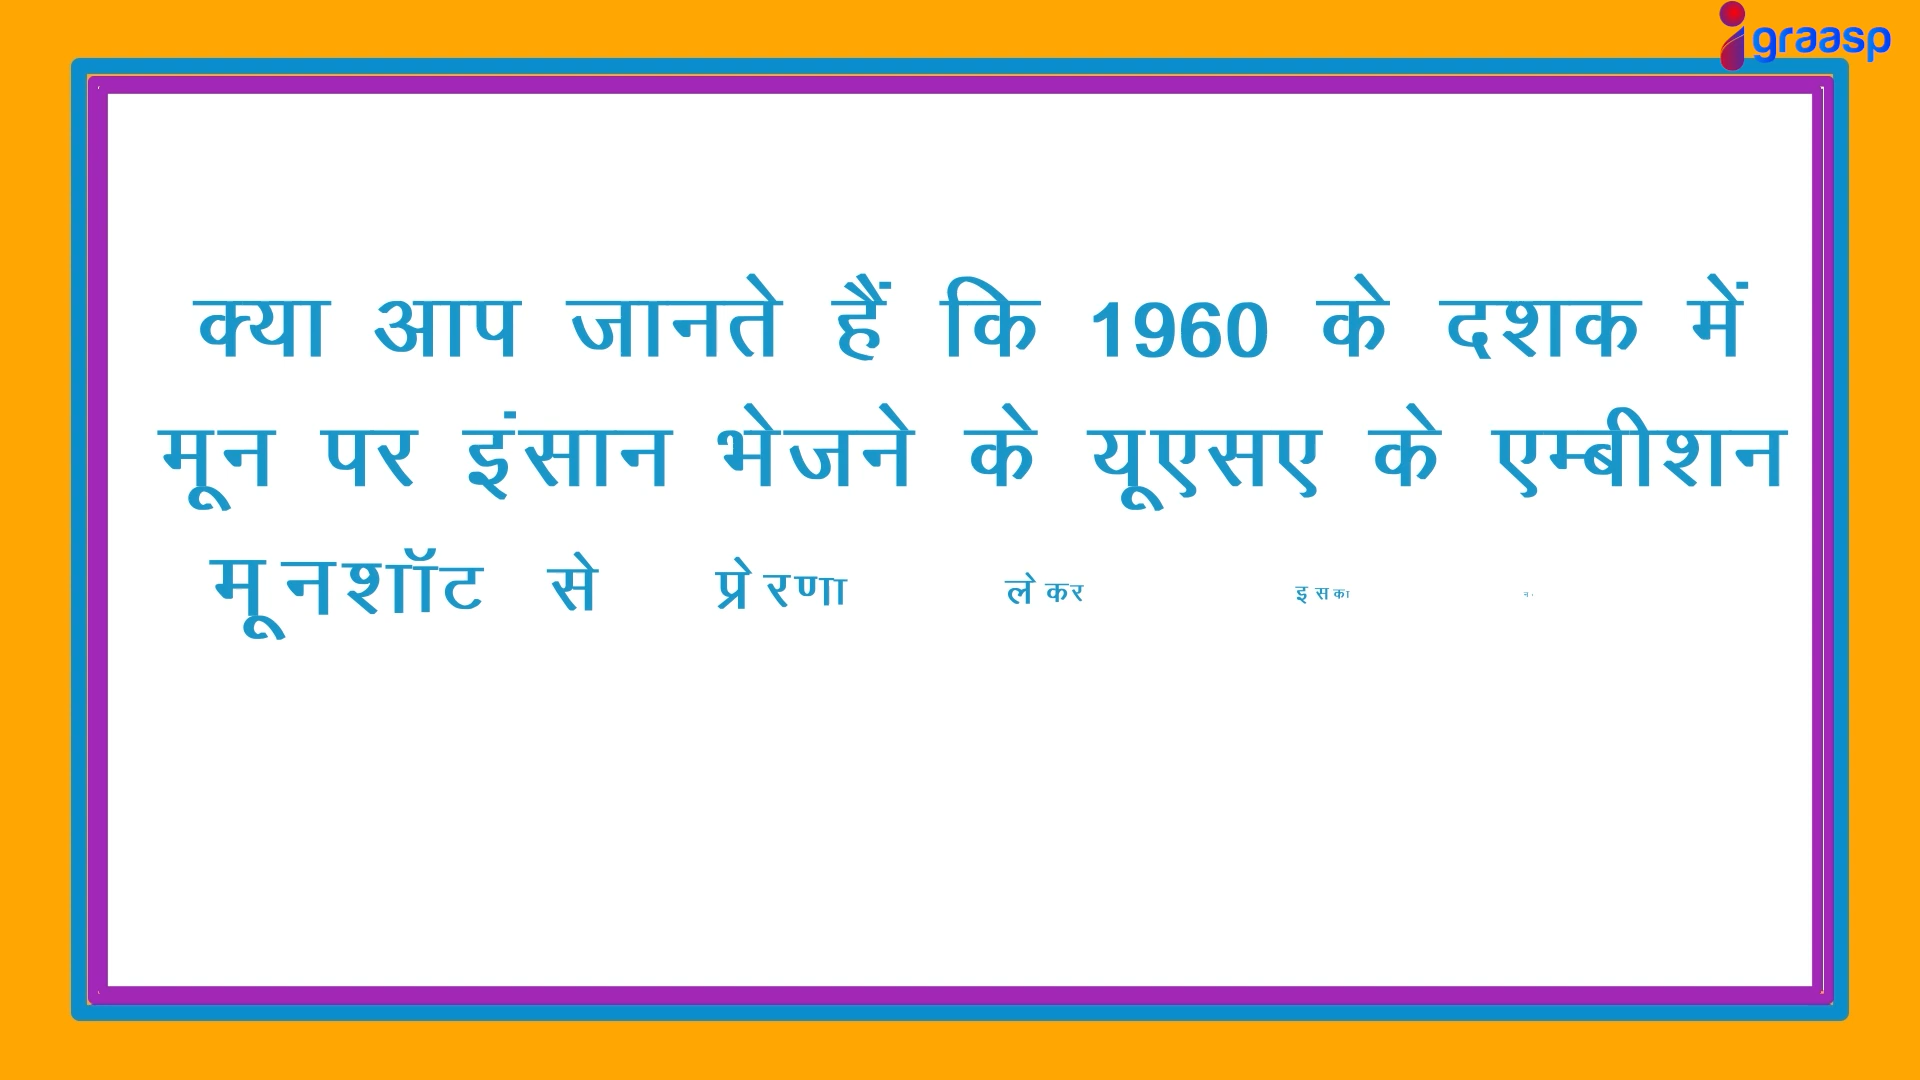 igraasp
क्या आप जानते हैं कि 1960 के दशक में
मून पर इंसान भेजने के यूएसए के एम्बीशन
मूनशॉट से प्रेरणा लेकर इसका